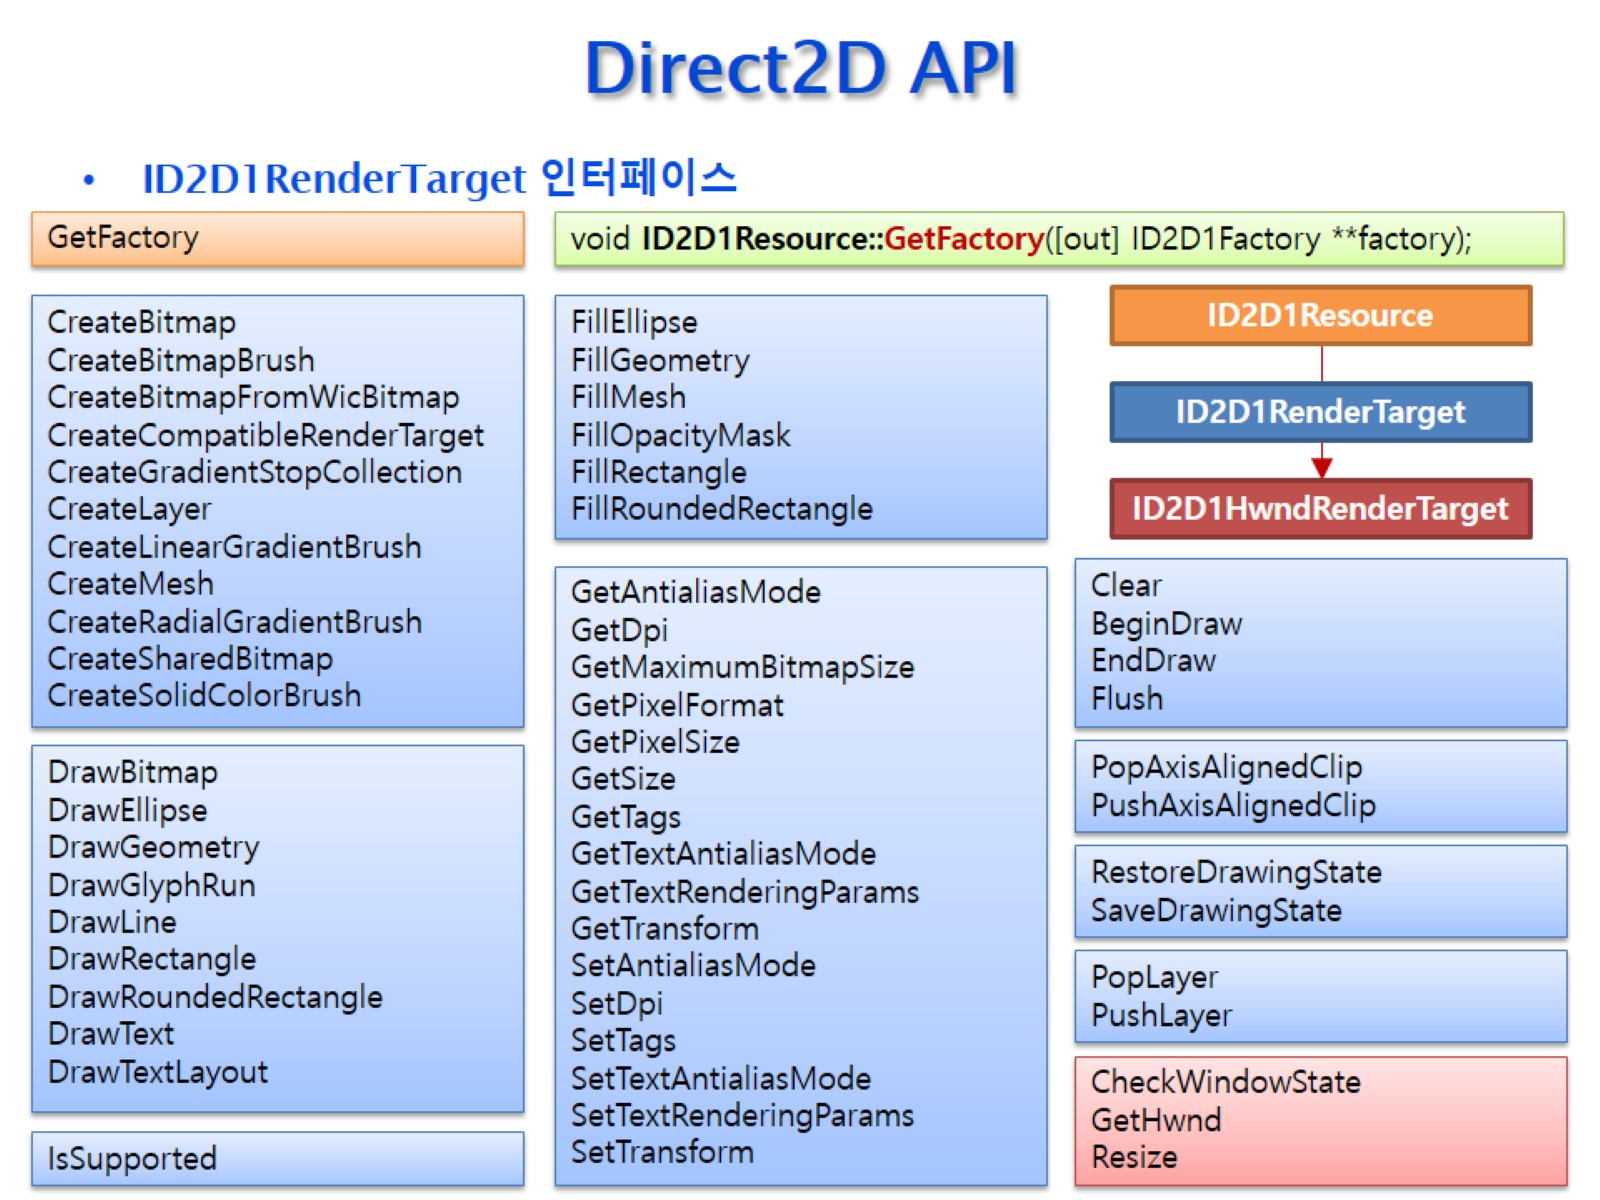 Direct2D API
• ID2D1RenderTarget 인터페이스
GetFactory
void ID2D1Resource::GetFactory([out] ID2D1Factory **factory);
CreateBitmap
CreateBitmapBrush
CreateBitmapFromWicBitmap
CreateCompatibleRenderTarget
CreateGradientStopCollection
CreateLayer
CreateLinearGradientBrush
CreateMesh
CreateRadialGradientBrush
CreateSharedBitmap
CreateSolidColorBrush
DrawBitmap
DrawEllipse
DrawGeometry
DrawGlyphRun
DrawLine
DrawRectangle
DrawRoundedRectangle
DrawText
DrawTextLayout
IsSupported
FillEllipse
FillGeometry
FillMesh
FillOpacityMask
FillRectangle
FillRoundedRectangle
GetAntialiasMode
GetDpi
GetMaximumBitmapSize
GetPixelFormat
GetPixelSize
GetSize
GetTags
GetTextAntialiasMode
GetTextRenderingParams
GetTransform
SetAntialiasMode
SetDpi
SetTags
SetTextAntialiasMode
SetTextRenderingParams
SetTransform
ID2D1Resource
ID2D1RenderTarget
ID2D1HwndRenderTarget
Clear
BeginDraw
EndDraw
Flush
PopAxisAlignedClip
PushAxisAlignedClip
RestoreDrawingState
SaveDrawingState
PopLayer
PushLayer
CheckWindowState
GetHwnd
Resize